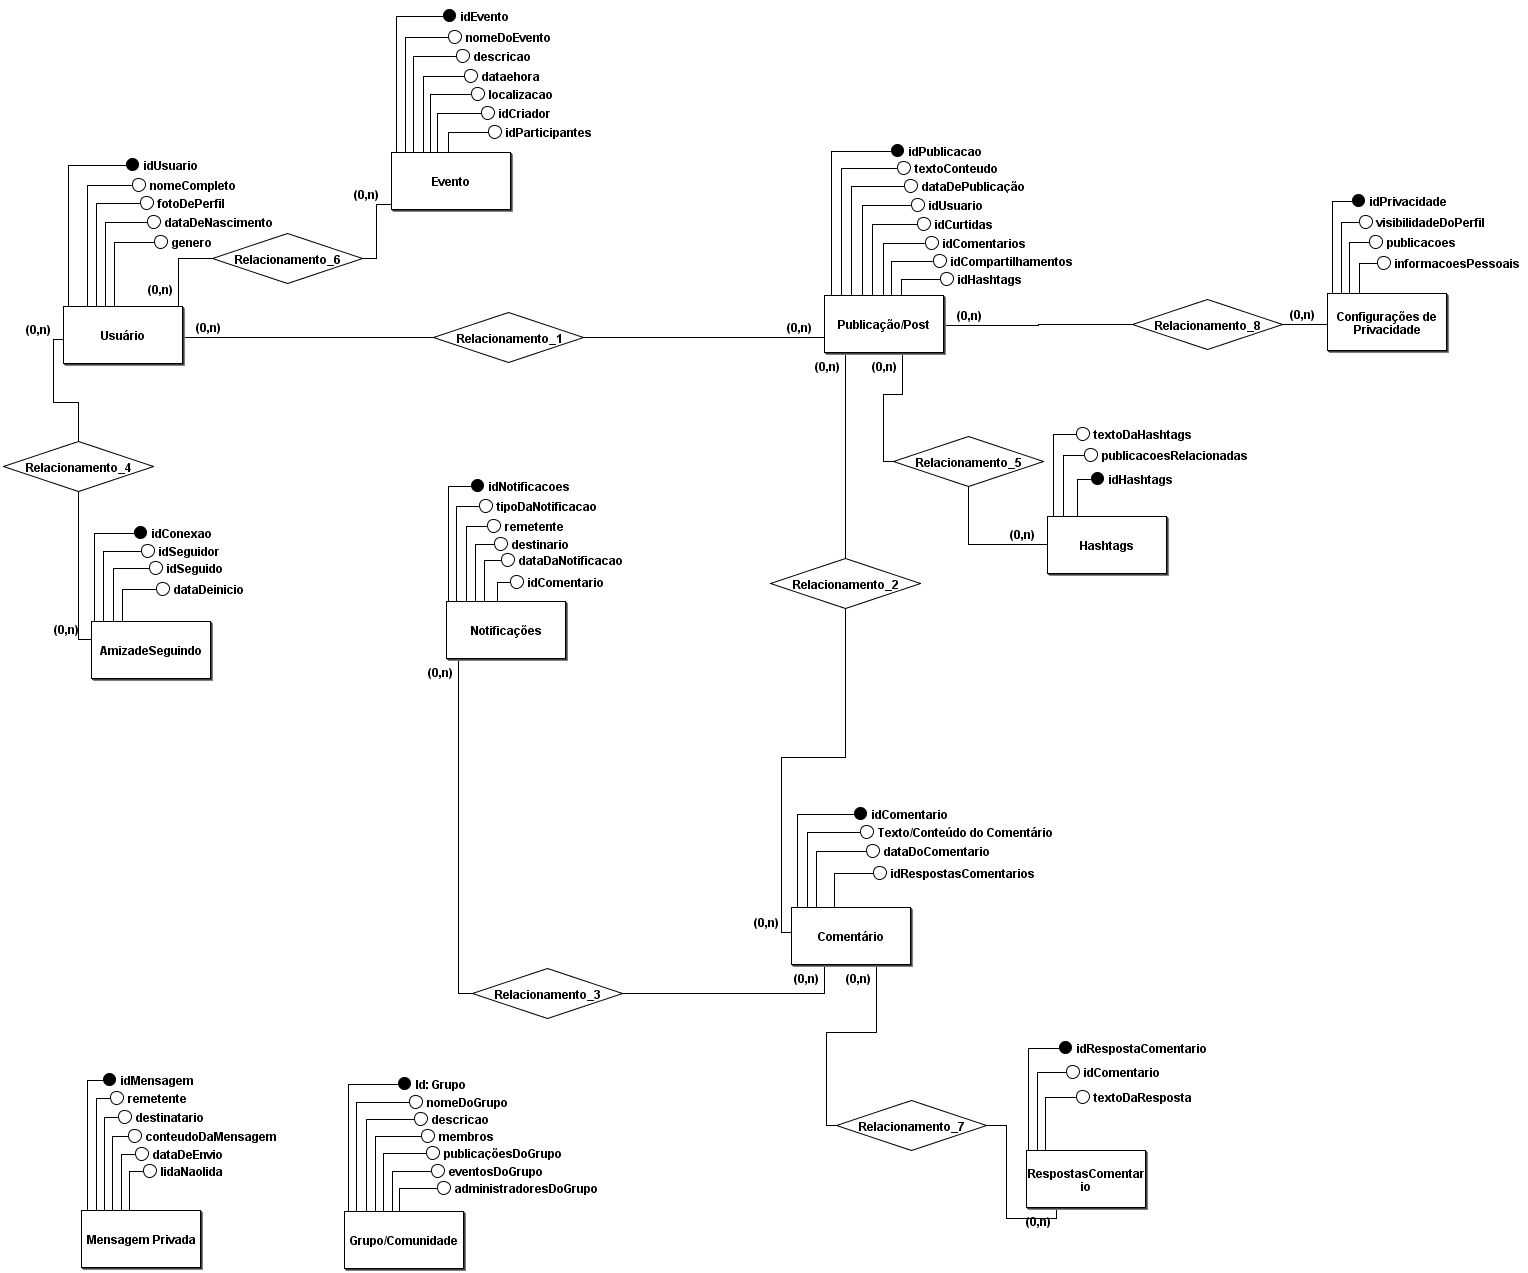 idEvento
nomeDoEvento
descricao
dataehora
localizacao
idCriador
idParticipantes
Evento
(0,n)
idUsuario
nomeCompleto
fotoDePerfil
dataDeNascimento
genero
Relacionamento_6
(0,n)
Usuário
(0,n)
(0,n)
Relacionamento_1
(0,n)
idPublicacao
textoConteudo
dataDePublicação
idUsuario
idCurtidas
idComentarios
idCompartilhamentos
idHashtags
Publicação/Post
(0,n)
(0,n)
(0,n)
Relacionamento_8
(0,n)
idPrivacidade
visibilidadeDoPerfil
publicacoes
informacoesPessoais
Configurações de
Privacidade
Relacionamento_4
idConexao
idSeguidor
idSeguido
dataDeinicio
(0,n)
AmizadeSeguindo
idNotificacoes
tipoDaNotificacao
remetente
destinario
dataDaNotificacao
idComentario
Notificações
(0,n)
Relacionamento_5
textoDaHashtags
publicacoesRelacionadas
idHashtags
(0,n)
Hashtags
Relacionamento_2
idComentario
Texto/Conteúdo do Comentário
dataDoComentario
idRespostasComentarios
(0,n)
Comentário
(0,n)
(0,n)
Relacionamento_3
idRespostaComentario
idComentario
textoDaResposta
Relacionamento_7
RespostasComentar
io
(0,n)
idMensagem
remetente
destinatario
conteudoDaMensagem
dataDeEnvio
lidaNaolida
Mensagem Privada
Id: Grupo
nomeDoGrupo
descricao
membros
publicaçõesDoGrupo
eventosDoGrupo
administradoresDoGrupo
Grupo/Comunidade